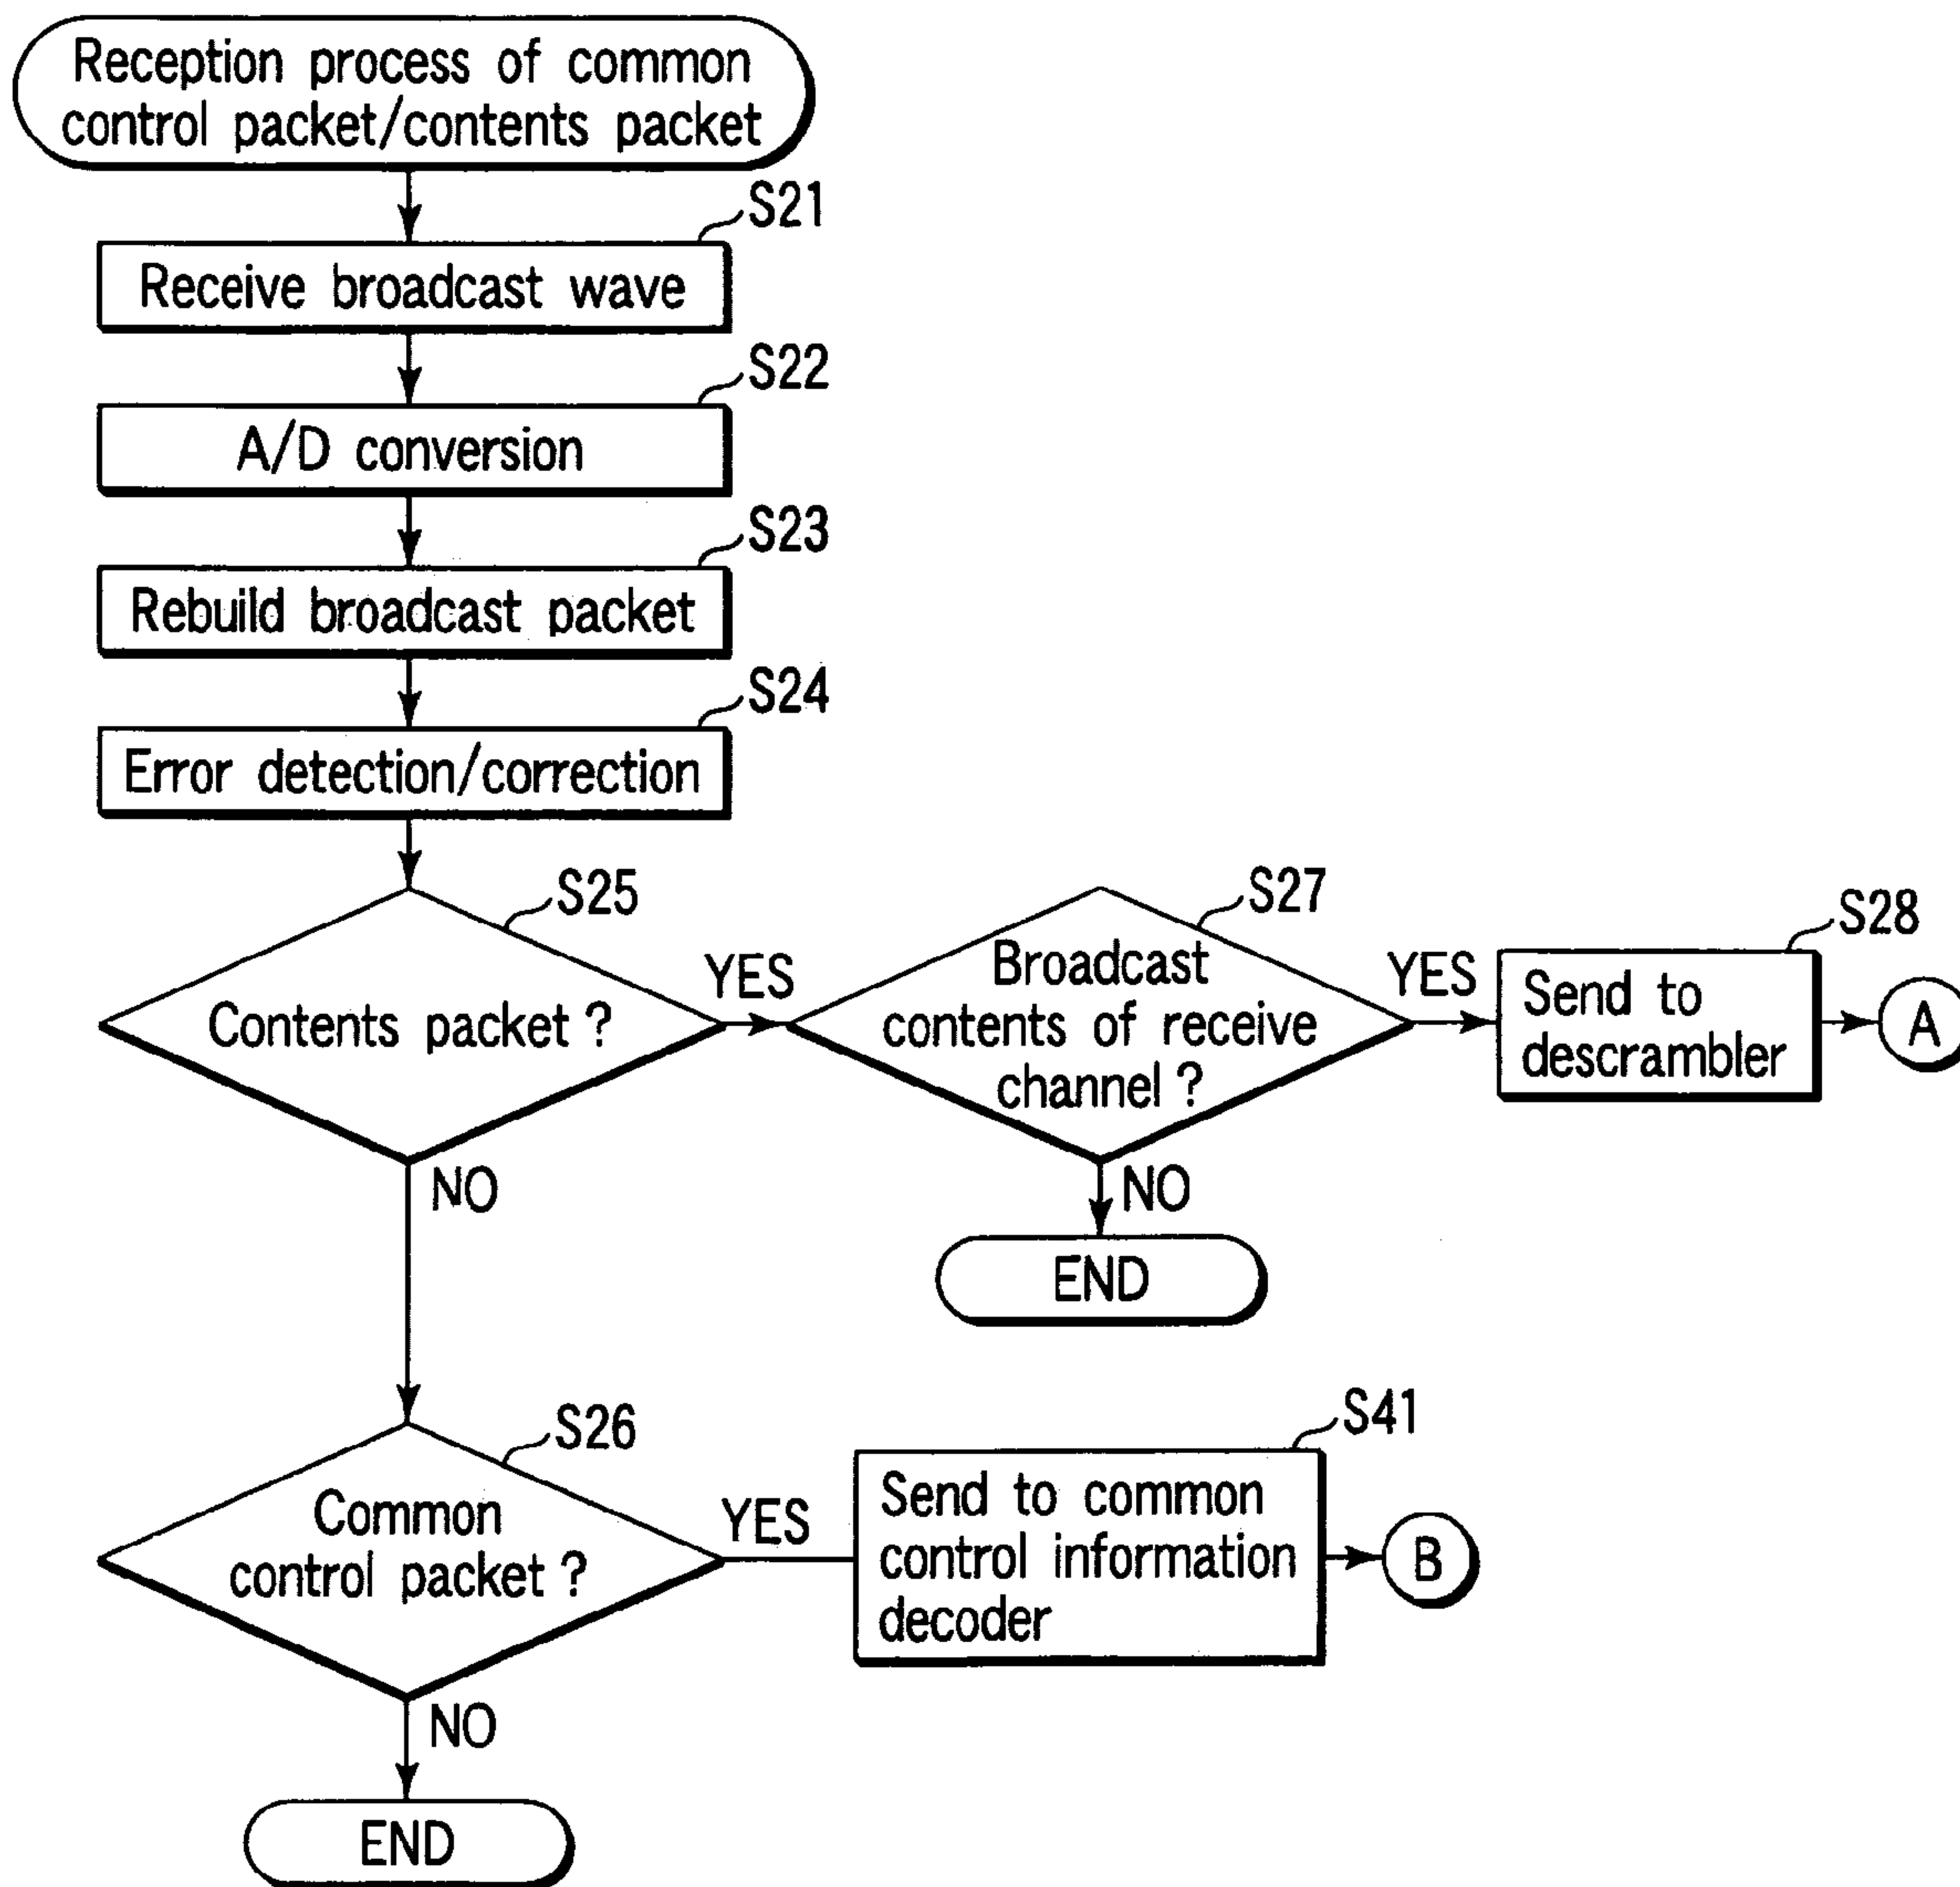 Reception process of common
control packet/contents packet
S21
Receive broadcast wave
S22
A/D conversion
S23
Rebuild broadcast packet
S24
Error detection/correction
S25
Contents packet ?
YES
NO
S27
Broadcast
contents of receive
channel ?
YES
NO
END
S28
Send to
descrambler
A
S26
Common
control packet ?
YES
NO
END
S41
Send to common
control information
decoder
B